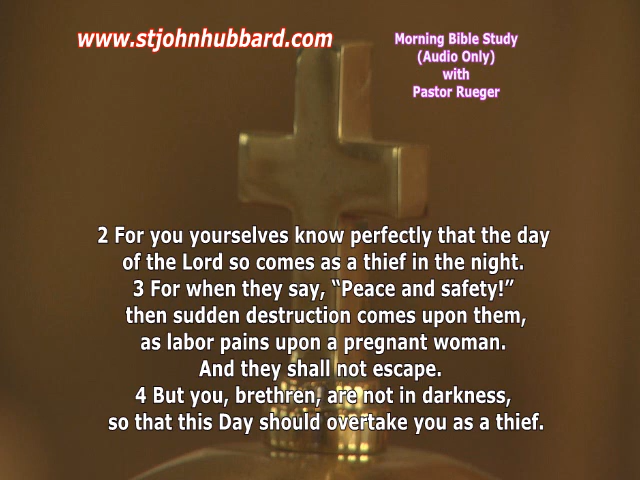 www.stjohnhubbard.com
Morning Bible Study
(Audio Only)
with
Pastor Rueger
2 For you yourselves know perfectly that the day
of the Lord so comes as a thief in the night.
3 For when they say, “Peace and safety!”
then sudden destruction comes upon them,
as labor pains upon a pregnant woman.
And they shall not escape.
4 But you, brethren, are not in darkness,
so that this Day should overtake you as a thief.